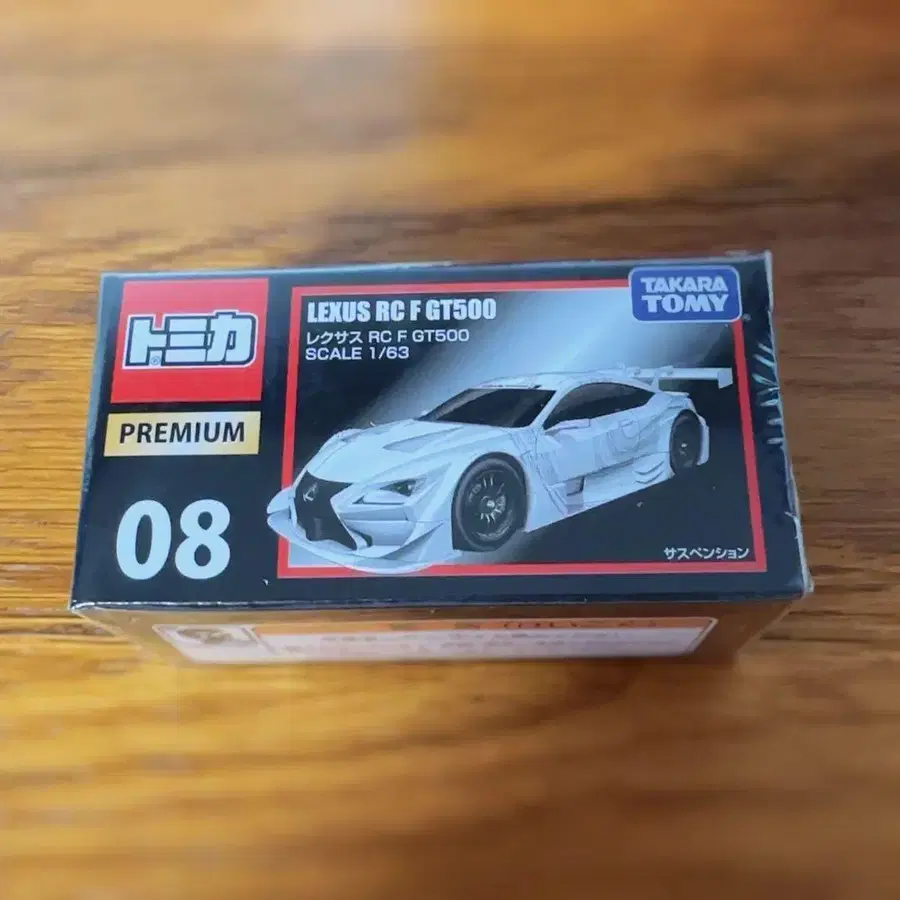 トミカ
PREMIUM
08
LEXUS RC F GT500
レクサス RC F GT500
SCALE 1/63
TAKARA
TOMY
サスペンション